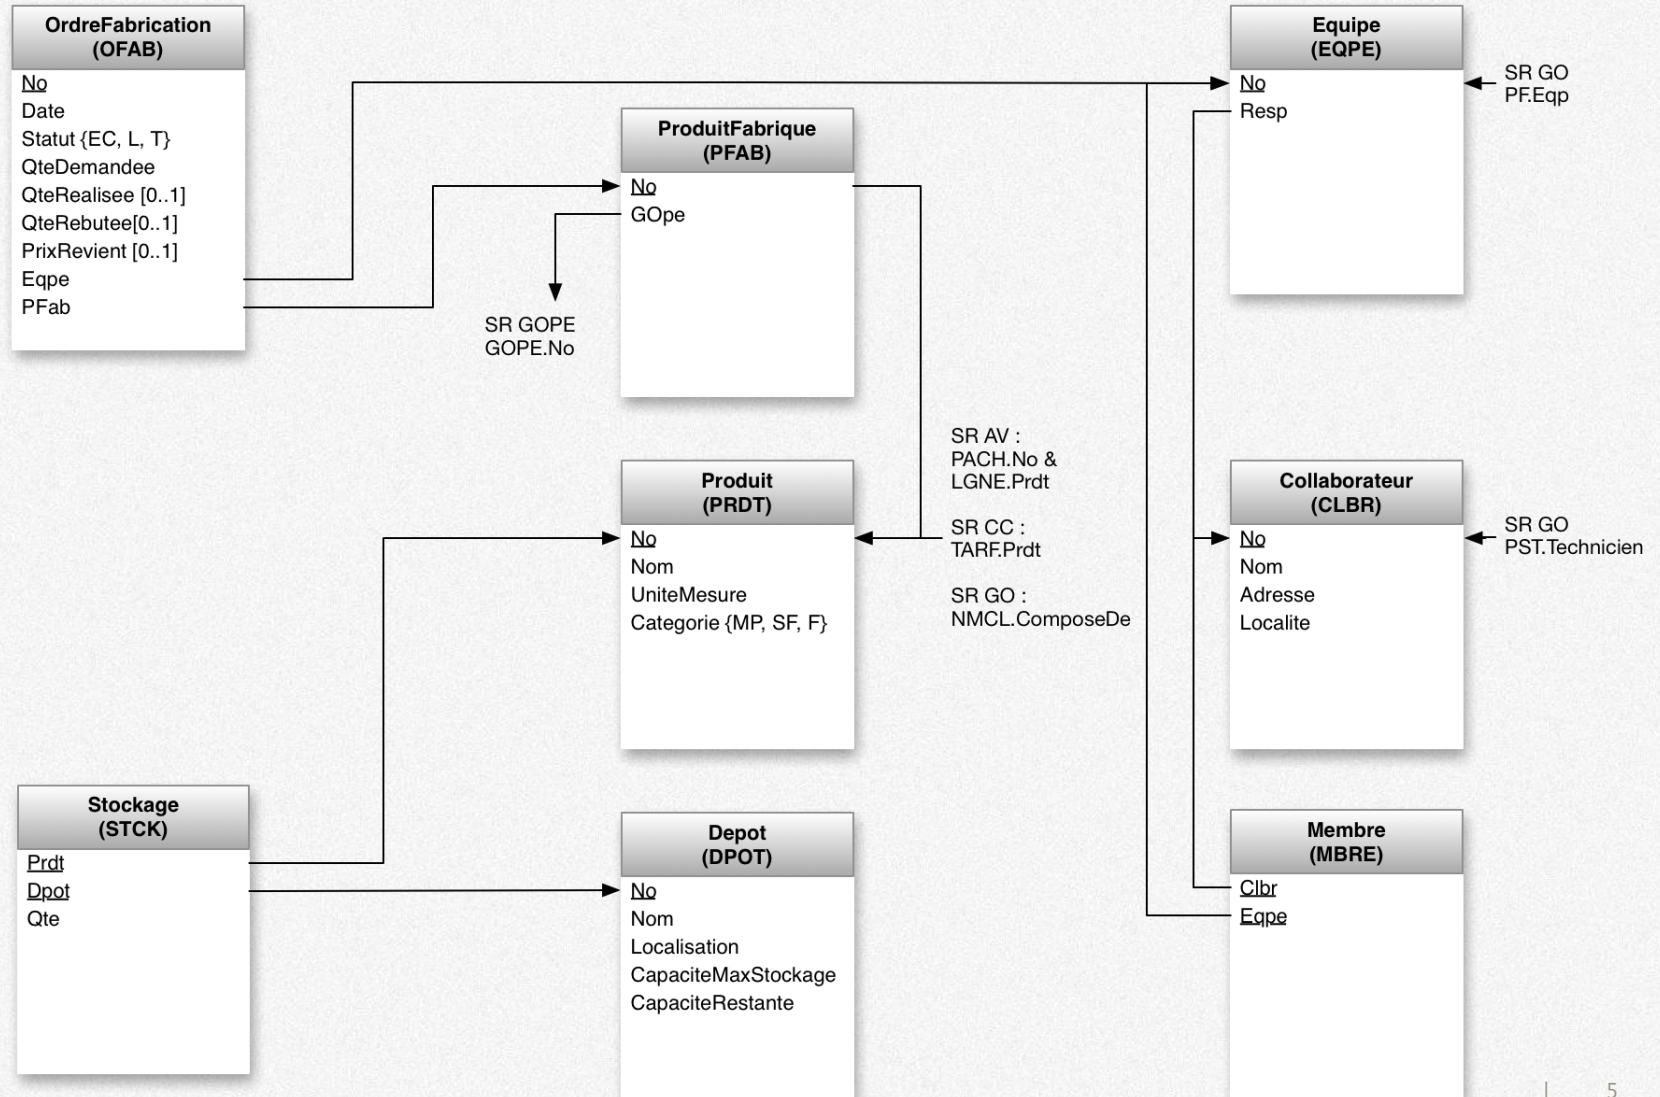 OrdreFabrication
(OFAB)
No
Date
Statut {EC, L, T}
QteDemandee
QteRealisee [0..1]
QteRebutee[0..1]
PrixRevient [0..1]
Eqpe
PFab
ProduitFabrique
(PFAB)
No
GOpe
SR GOPE
GOPE.No
Equipe
(EQPE)
No
Resp
SR GO
PF.Eqp
Produit
(PRDT)
No
Nom
UniteMesure
Categorie {MP, SF, F}
SR AV :
PACH.No &
LGNE.Prdt
SR CC :
TARF.Prdt
SR GO :
NMCL.ComposeDe
Collaborateur
(CLBR)
No
Nom
Adresse
Localite
SR GO
PST.Technicien
Stockage
(STCK)
Prdt
Dpot
Qte
Depot
(DPOT)
No
Nom
Localisation
CapaciteMaxStockage
CapaciteRestante
Membre
(MBRE)
Clbr
Eqpe
5